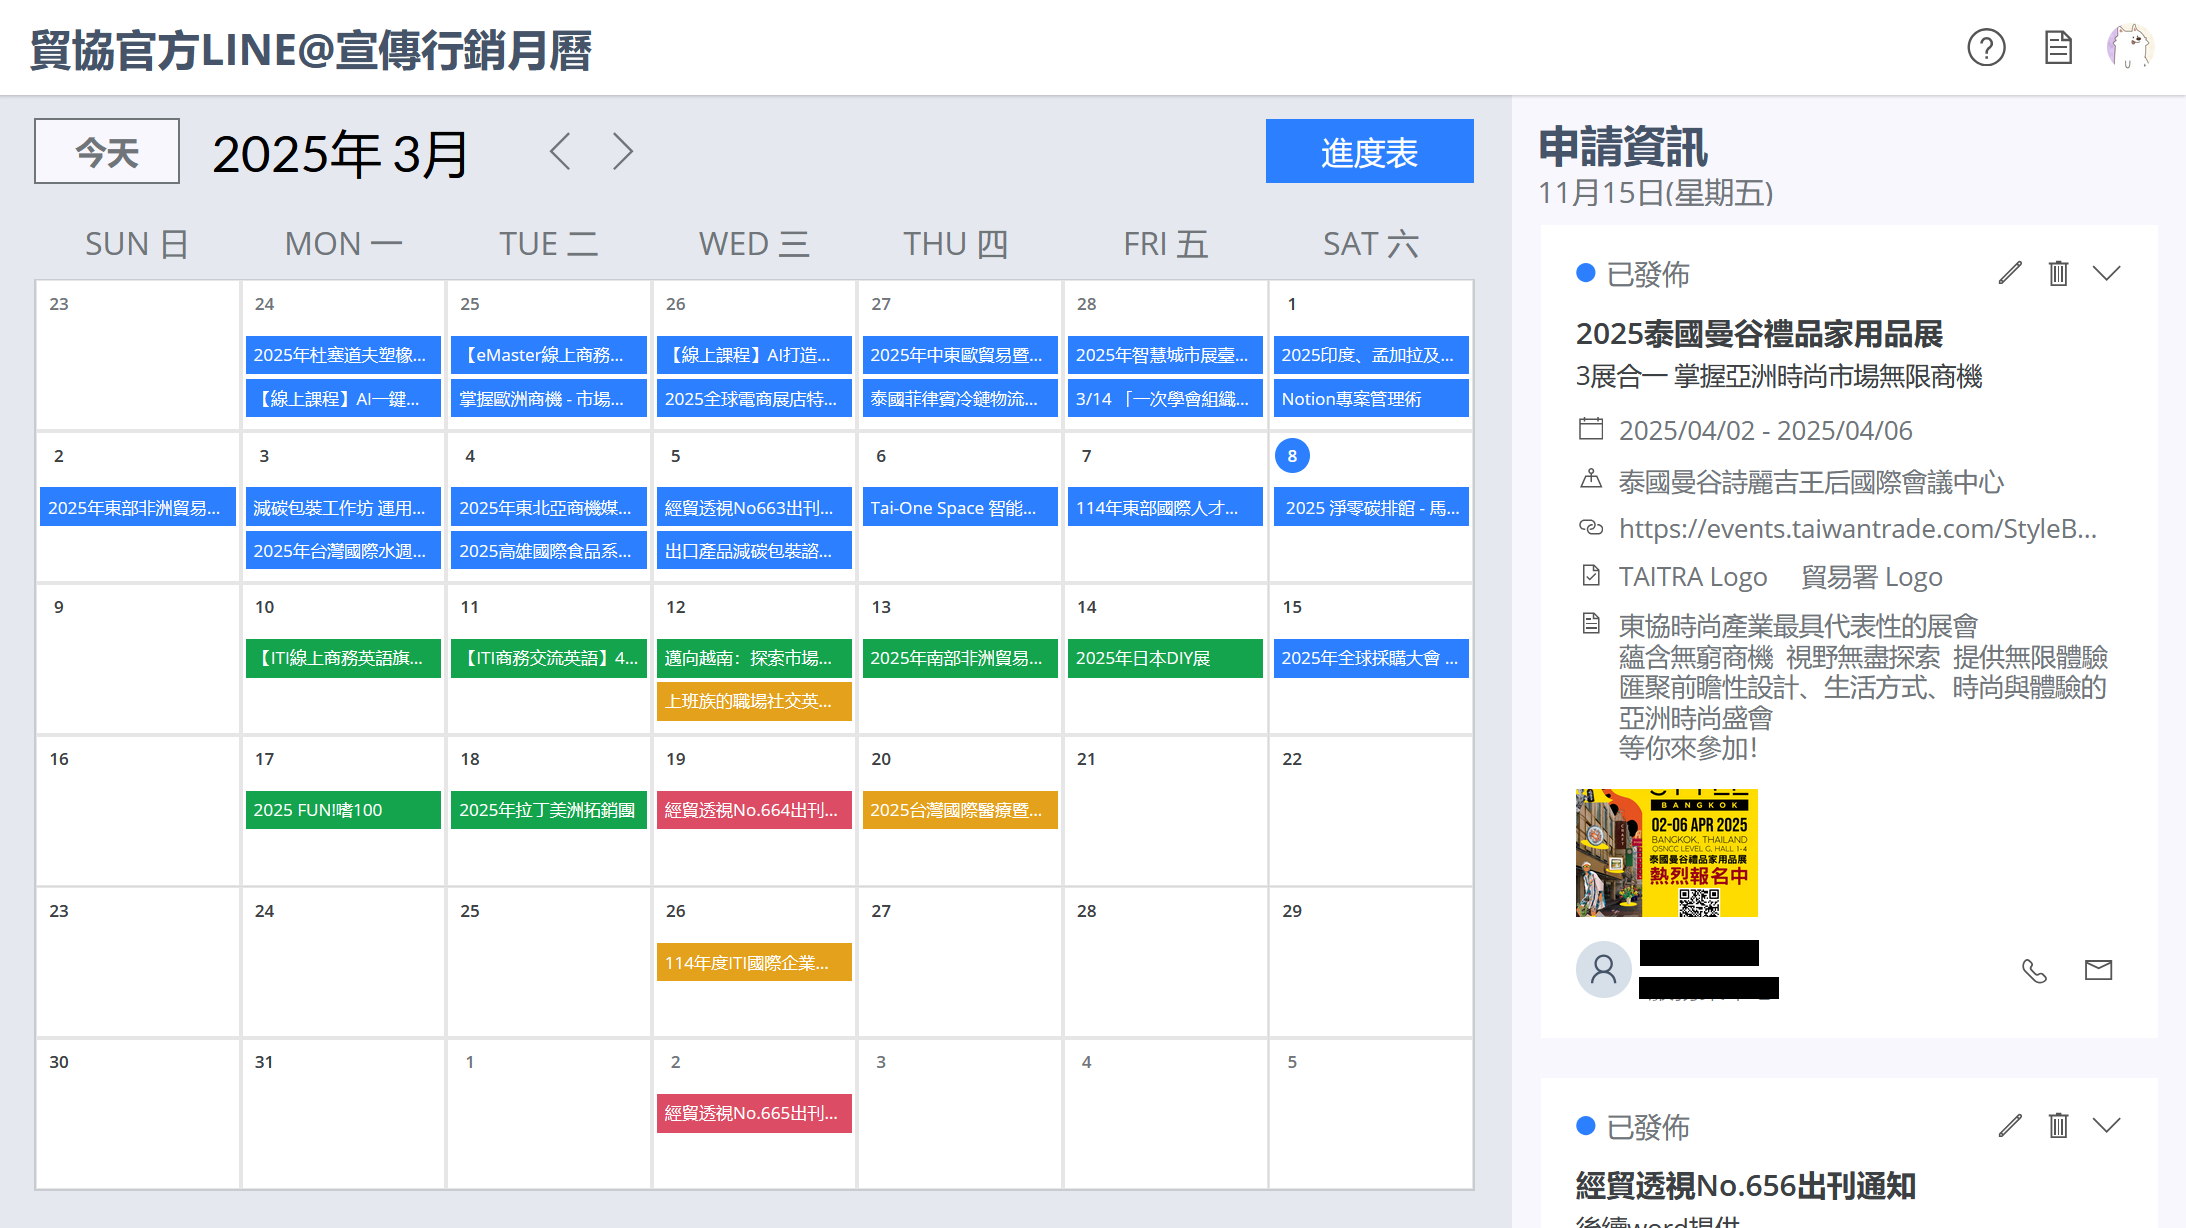 貿協官方LINE@宣傳行銷月曆
今天
2025年 3月
進度表
SUN 日
MON 一
TUE 二
WED 三
THU 四
FRI 五
SAT 六
23
24
25
26
27
28
1
2025年杜塞道夫塑橡...
【eMaster線上商務...
【線上課程】AI打造...
2025年中東歐貿易暨...
2025年智慧城市展臺...
2025印度、孟加拉及...
【線上課程】AI一鍵...
掌握歐洲商機 - 市場...
2025全球電商展店特...
泰國菲律賓冷鏈物流...
3/14 「一次學會組織...
Notion專案管理術
2
3
4
5
6
7
8
2025年東部非洲貿易...
減碳包裝工作坊 運用...
2025年東北亞商機媒...
經貿透視No663出刊...
Tai-One Space 智能...
114年東部國際人才...
2025 淨零碳排館 - 馬...
2025年台灣國際水週...
2025高雄國際食品系...
出口產品減碳包裝諮...
9
10
11
12
13
14
15
【ITI線上商務英語旗...
【ITI商務交流英語】4...
邁向越南：探索市場...
2025年南部非洲貿易...
2025年日本DIY展
2025年全球採購大會 ...
上班族的職場社交英...
16
17
18
19
20
21
22
2025 FUN!嗜100
2025年拉丁美洲拓銷團
經貿透視No.664出刊...
2025台灣國際醫療暨...
23
24
25
26
27
28
29
114年度ITI國際企業...
30
31
1
2
3
4
5
經貿透視No.665出刊...
申請資訊
11月15日(星期五)
已發佈
2025泰國曼谷禮品家用品展
3展合一 掌握亞洲時尚市場無限商機
2025/04/02 - 2025/04/06
泰國曼谷詩麗吉王后國際會議中心
https://events.taiwantrade.com/StyleB...
TAITRA Logo 貿易署 Logo
東協時尚產業最具代表性的展會
蘊含無窮商機 視野無盡探索 提供無限體驗
匯聚前瞻性設計、生活方式、時尚與體驗的
亞洲時尚盛會
等你來參加！
BANGKOK
02-06 APR 2025
BANGKOK, THAILAND
QSNCC LEVEL G, HALL 1-4
泰國曼谷禮品家用品展
熱烈報名中
已發佈
經貿透視No.656出刊通知
後續word提供